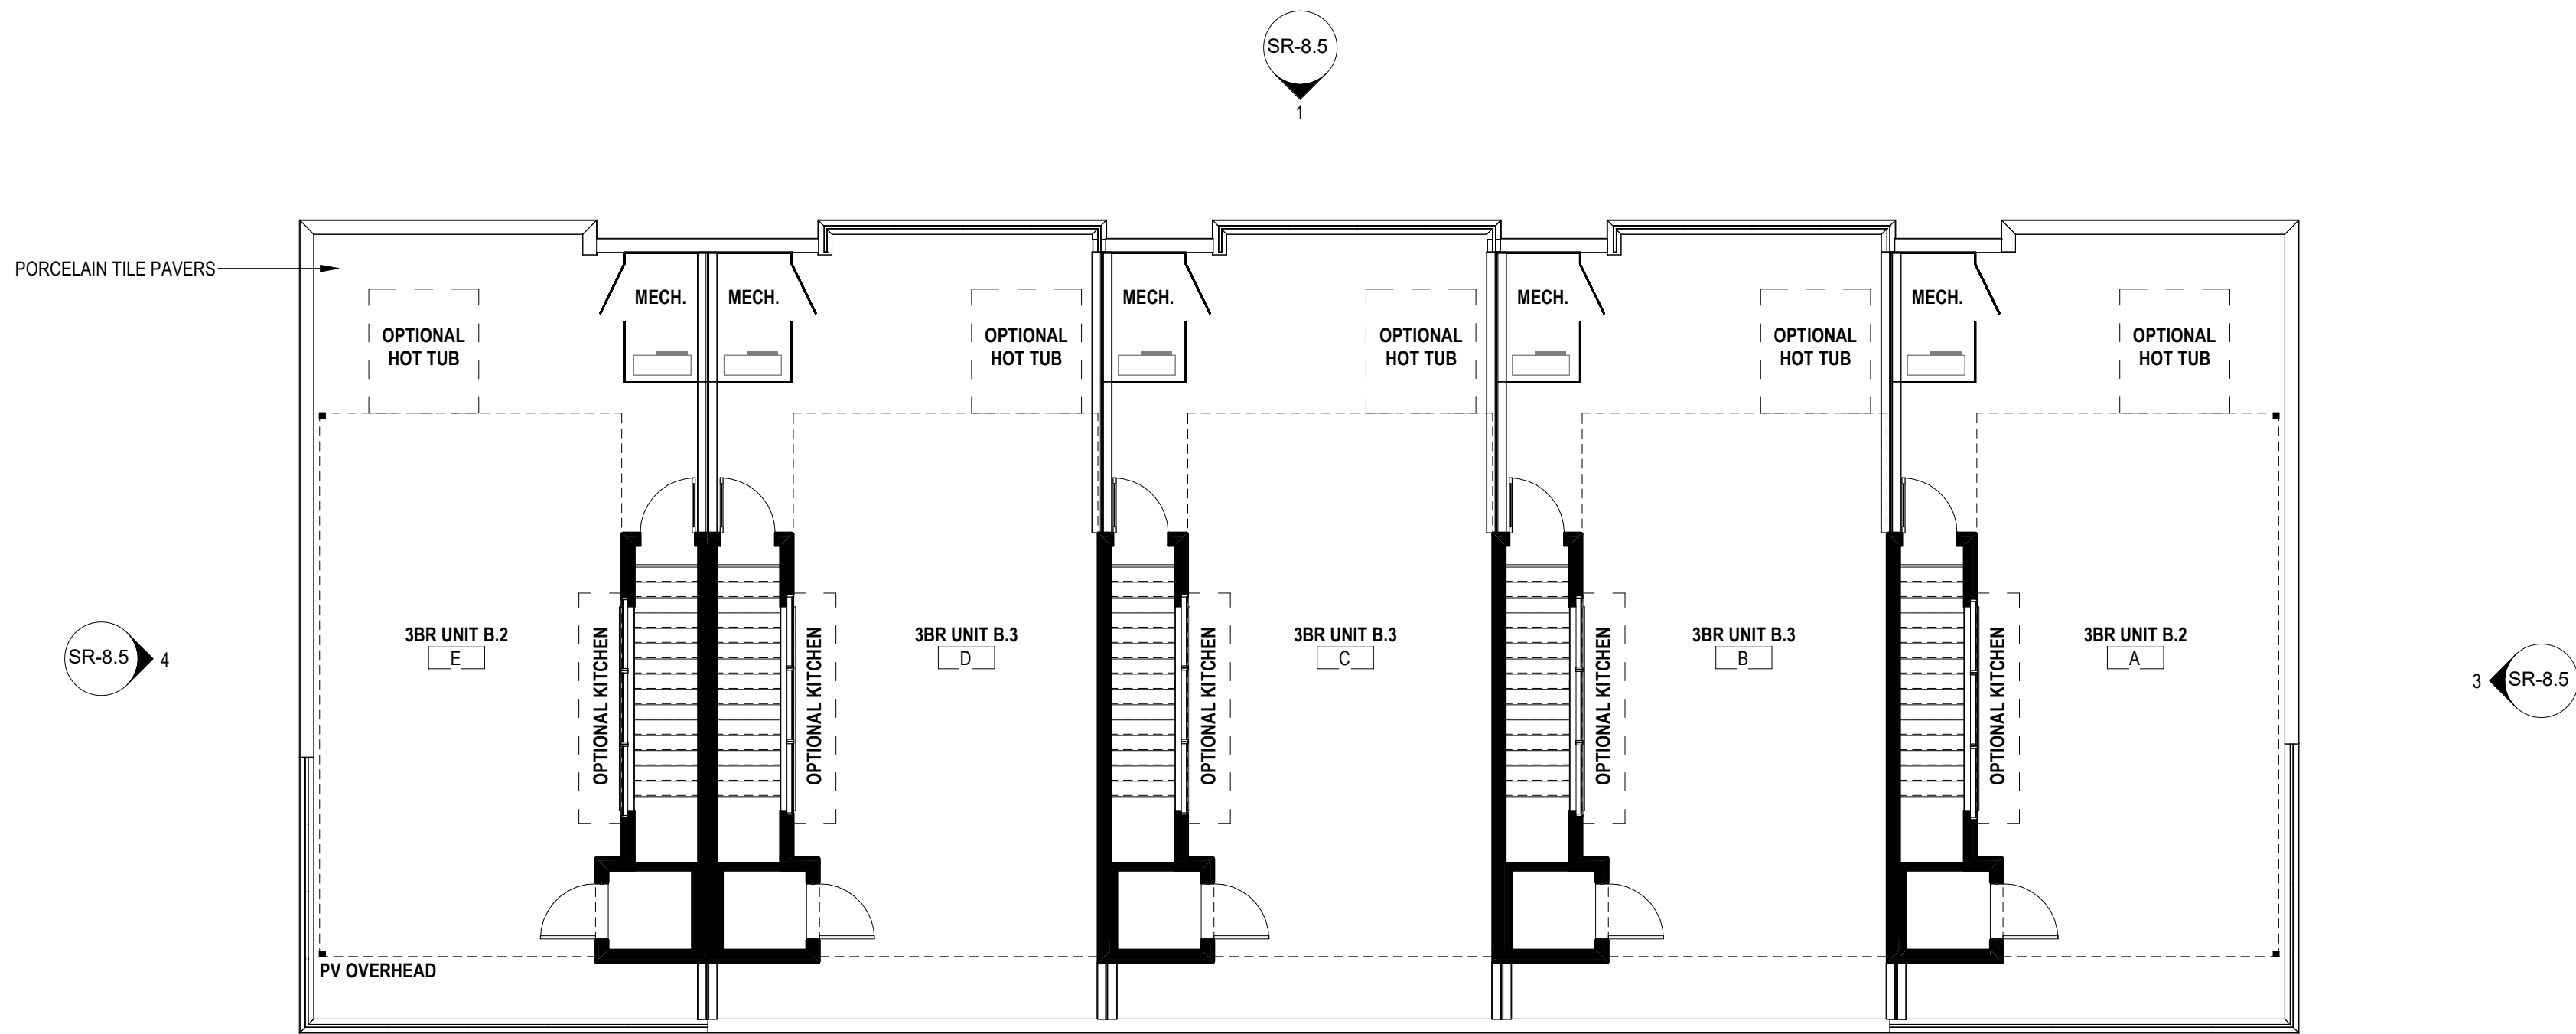 SR-8.5
1
PORCELAIN TILE PAVERS
MECH.
MECH.
MECH.
MECH.
MECH.
OPTIONAL
HOT TUB
OPTIONAL
HOT TUB
OPTIONAL
HOT TUB
OPTIONAL
HOT TUB
OPTIONAL
HOT TUB
SR-8.5
4
3BR UNIT B.2
E
OPTIONAL KITCHEN
OPTIONAL KITCHEN
3BR UNIT B.3
D
OPTIONAL KITCHEN
3BR UNIT B.3
C
OPTIONAL KITCHEN
3BR UNIT B.3
B
OPTIONAL KITCHEN
3BR UNIT B.2
A
3
SR-8.5
PV OVERHEAD